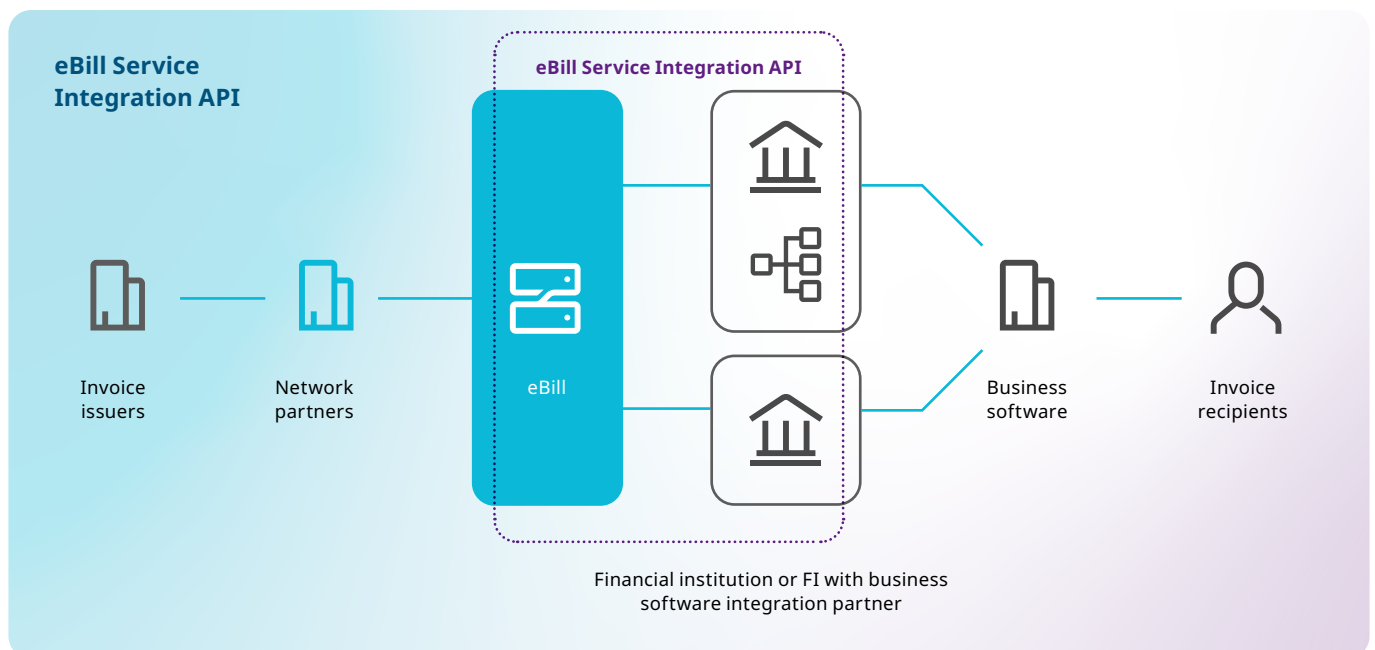 eBill Service
Integration API
eBill Service Integration API
Invoice
issuers
Network
partners
eBill
Business
software
Invoice
recipients
Financial institution or FI with business
software integration partner